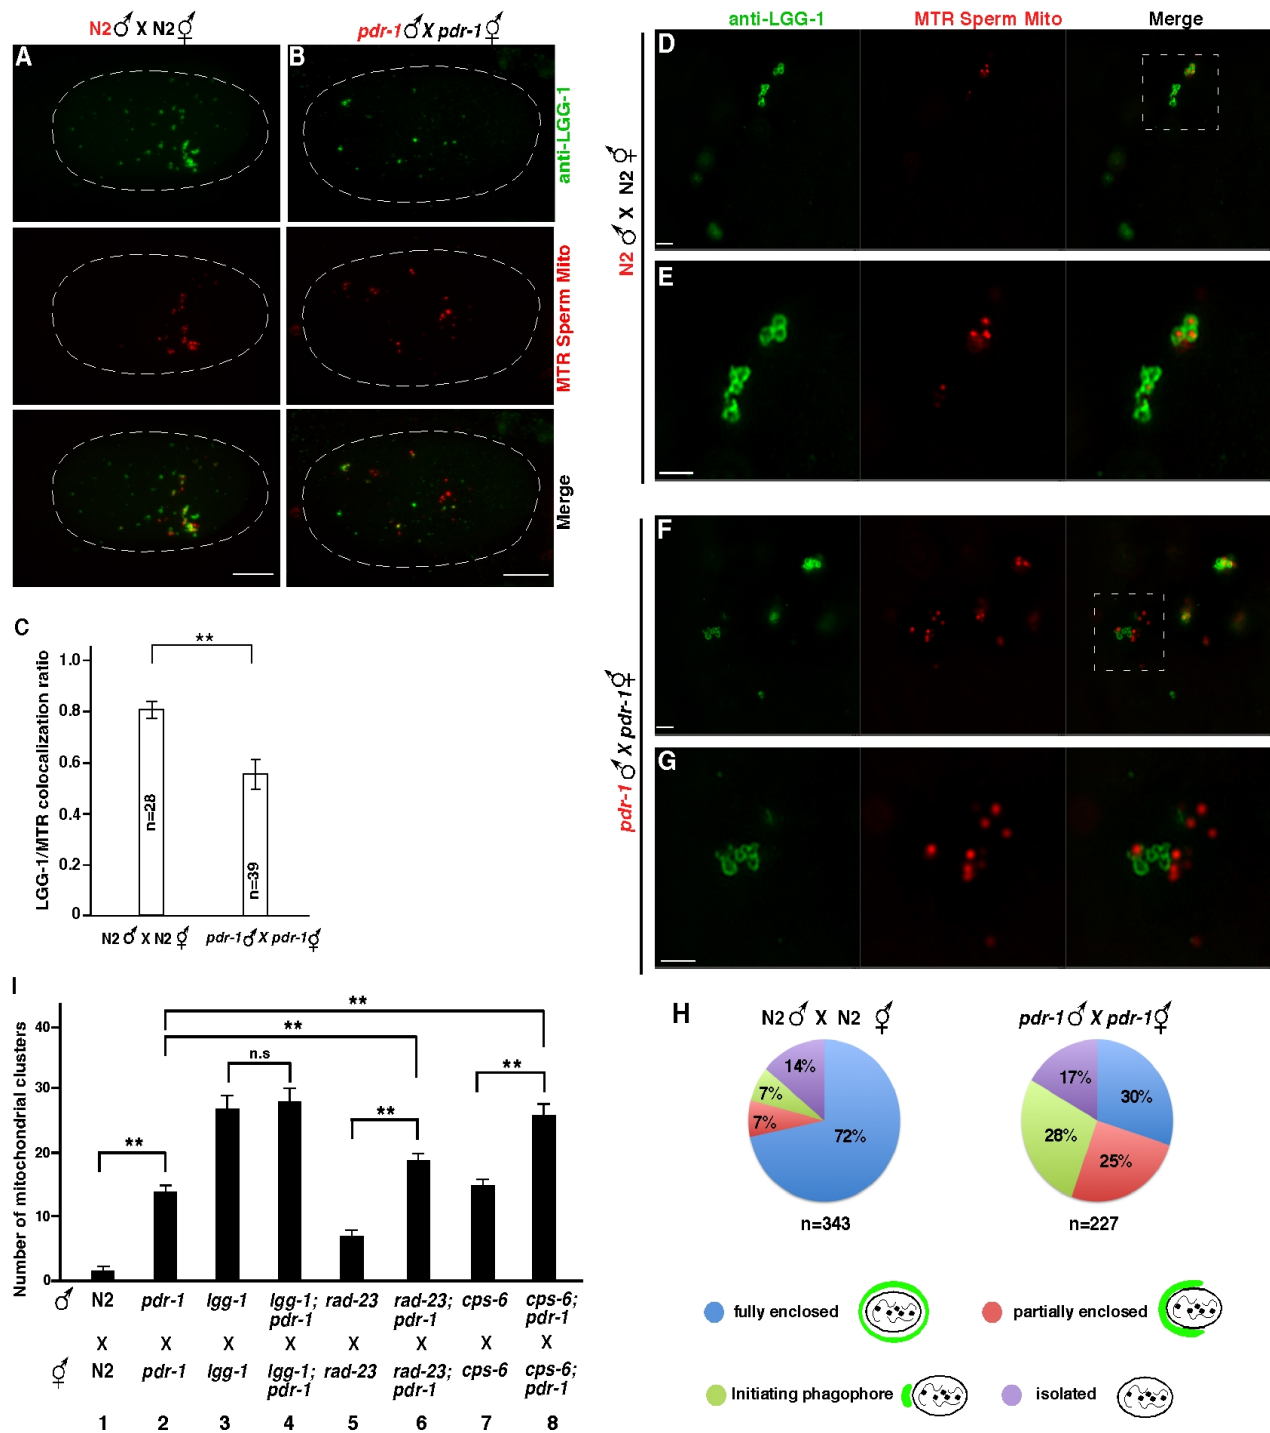 N2♂ X N2⚥
pdr-1♂ X pdr-1⚥
A
B
anti-LGG-1
MTR Sperm Mito
Merge
anti-LGG-1
MTR Sperm Mito
Merge
D
E
N2 ♂ X N2 ⚥
F
G
pdr-1 ♂ X pdr-1 ⚥
C
LGG-1/MTR colocalization ratio
1.0
0.8
0.6
0.4
0.2
0
**
n=28
n=39
N2 ♂ X N2 ⚥
pdr-1♂ X pdr-1⚥
I
Number of mitochondrial clusters
40
30
20
10
0
**
**
n.s
**
**
**
♂ N2 pdr-1 lgg-1 lgg-1; pdr-1 rad-23 rad-23; pdr-1 cps-6 cps-6; pdr-1
X X X X X X X X
⚥ N2 pdr-1 lgg-1 lgg-1; pdr-1 rad-23 rad-23; pdr-1 cps-6 cps-6; pdr-1
1 2 3 4 5 6 7 8
H
N2 ♂ X N2 ⚥
14%
7%
7%
72%
n=343
pdr-1♂ X pdr-1⚥
17%
30%
28%
25%
n=227
fully enclosed
partially enclosed
Initiating phagophore
isolated